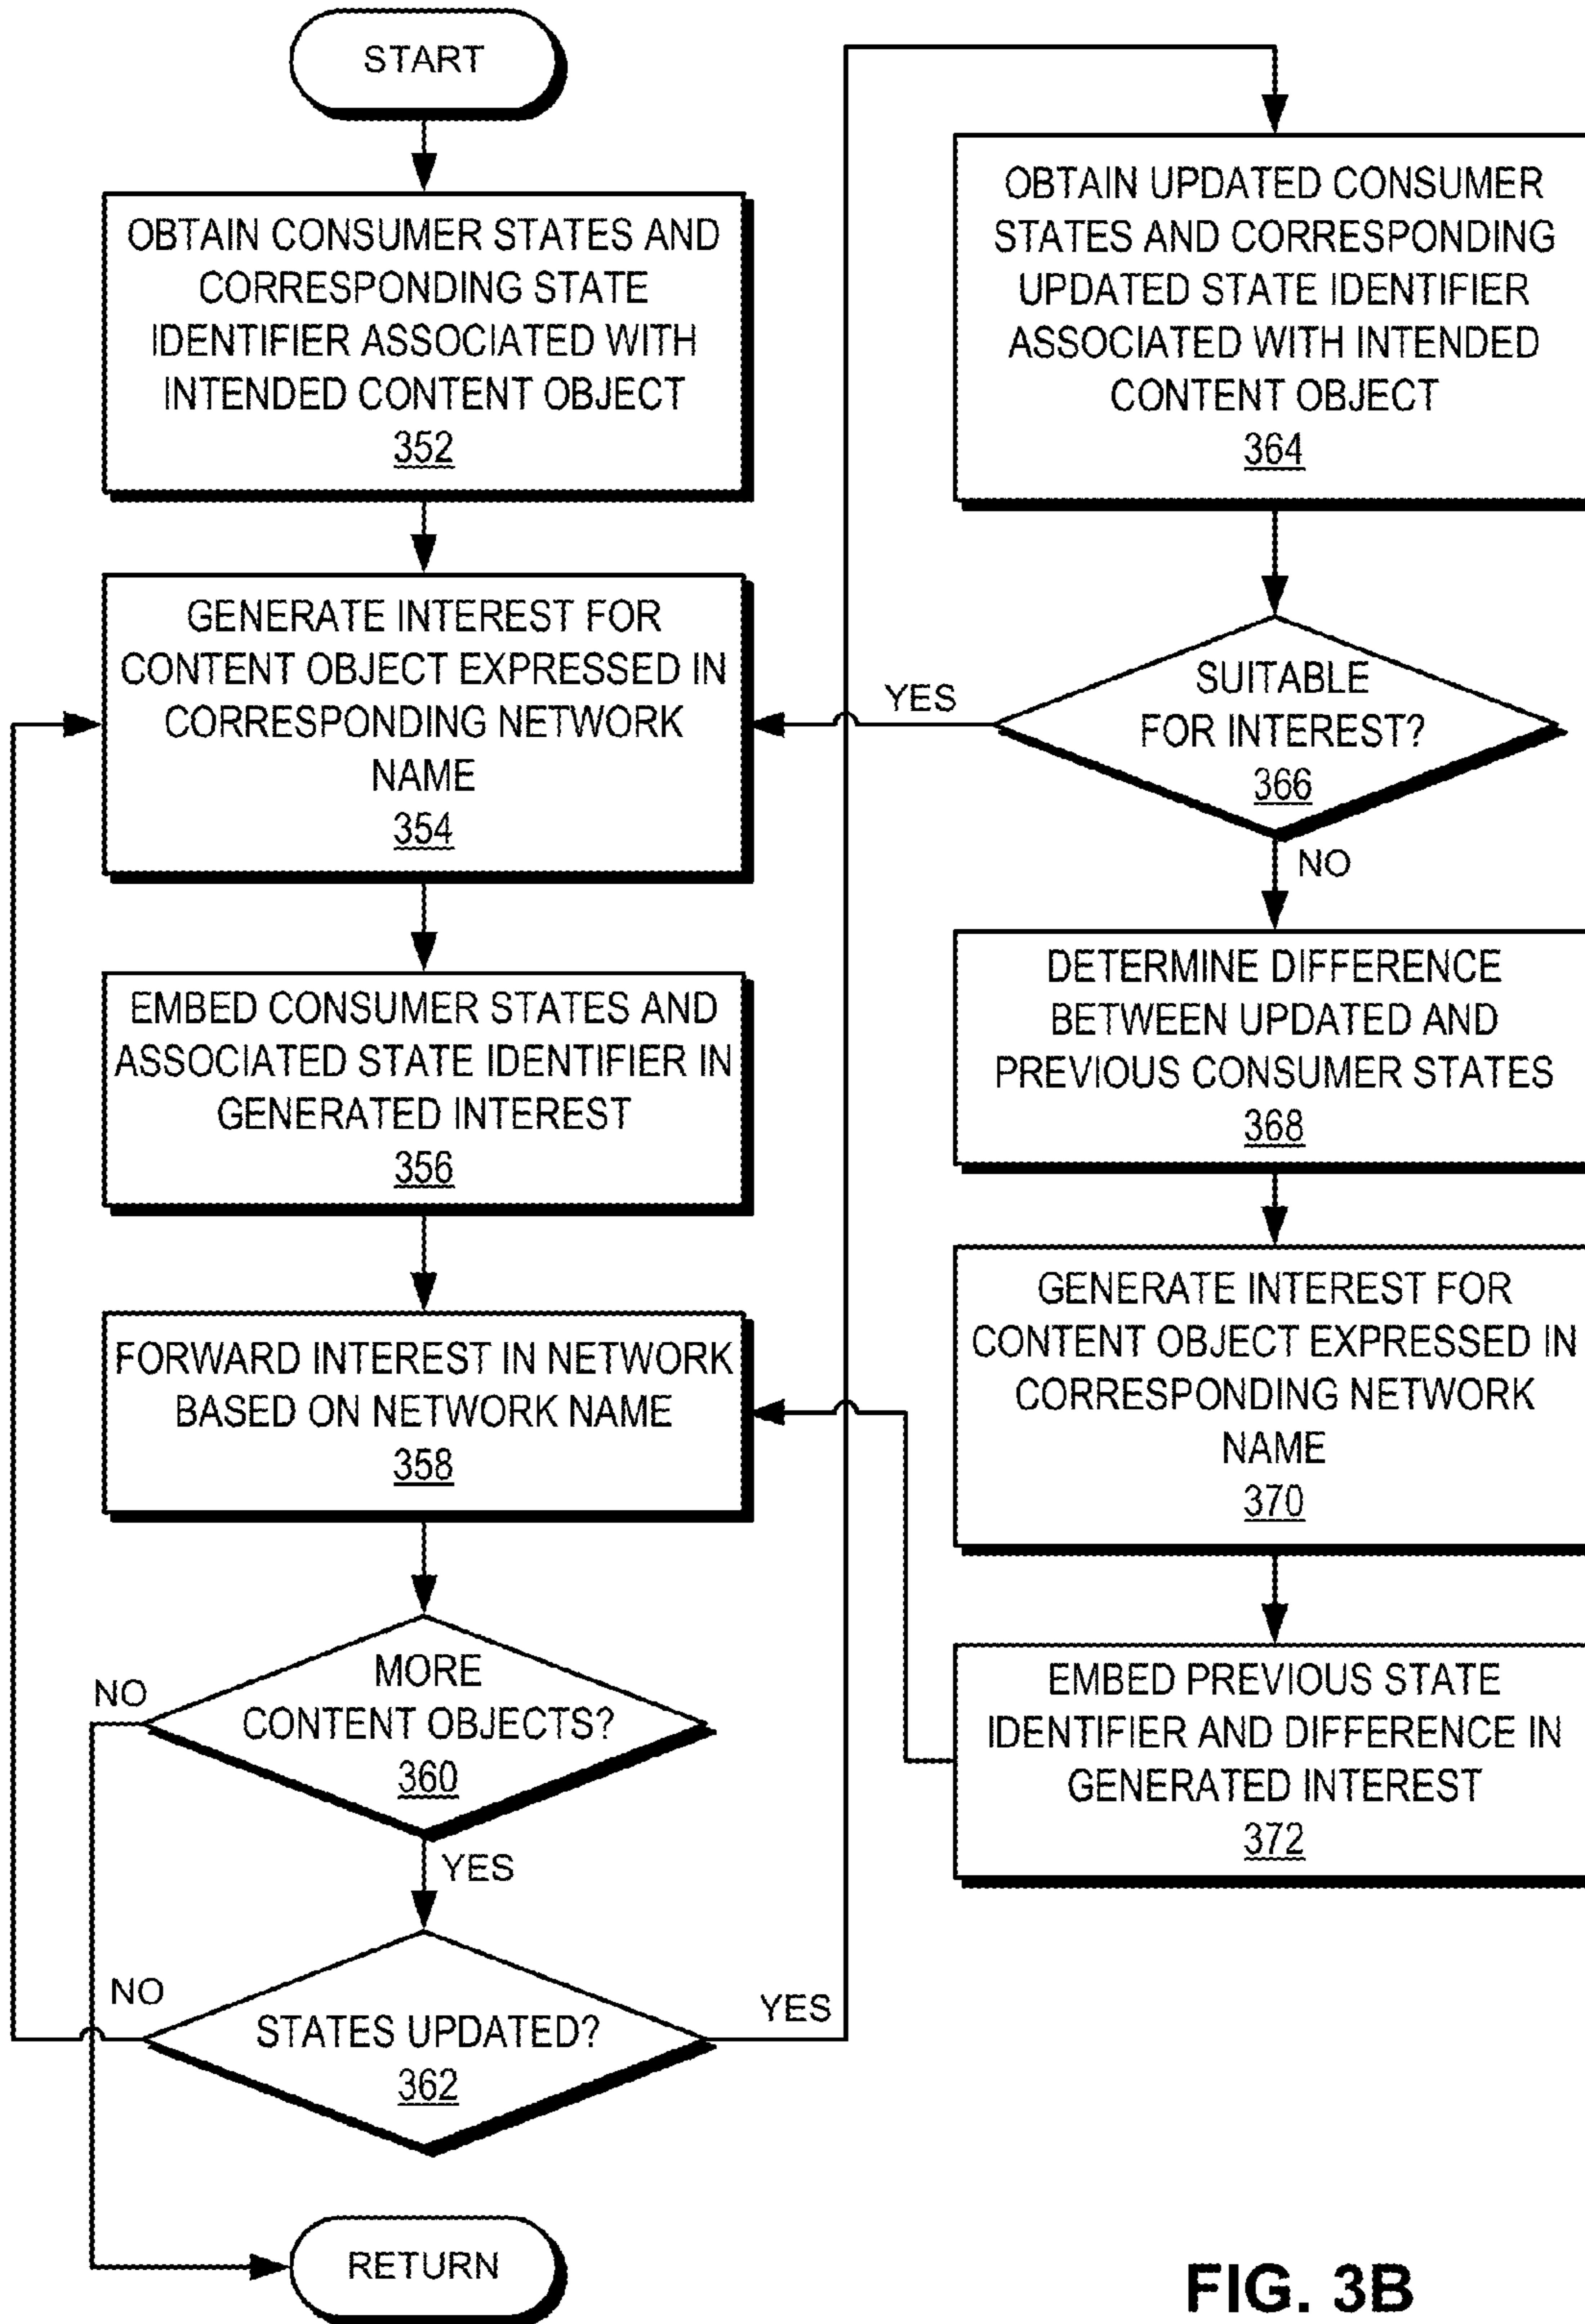 START
OBTAIN CONSUMER STATES AND
CORRESPONDING STATE
IDENTIFIER ASSOCIATED WITH
INTENDED CONTENT OBJECT
352
GENERATE INTEREST FOR
CONTENT OBJECT EXPRESSED IN
CORRESPONDING NETWORK
NAME
354
EMBED CONSUMER STATES AND
ASSOCIATED STATE IDENTIFIER IN
GENERATED INTEREST
356
FORWARD INTEREST IN NETWORK
BASED ON NETWORK NAME
358
MORE
CONTENT OBJECTS?
360
NO
YES
STATES UPDATED?
362
NO
YES
RETURN
OBTAIN UPDATED CONSUMER
STATES AND CORRESPONDING
UPDATED STATE IDENTIFIER
ASSOCIATED WITH INTENDED
CONTENT OBJECT
364
SUITABLE
FOR INTEREST?
366
YES
NO
DETERMINE DIFFERENCE
BETWEEN UPDATED AND
PREVIOUS CONSUMER STATES
368
GENERATE INTEREST FOR
CONTENT OBJECT EXPRESSED IN
CORRESPONDING NETWORK
NAME
370
EMBED PREVIOUS STATE
IDENTIFIER AND DIFFERENCE IN
GENERATED INTEREST
372
FIG. 3B